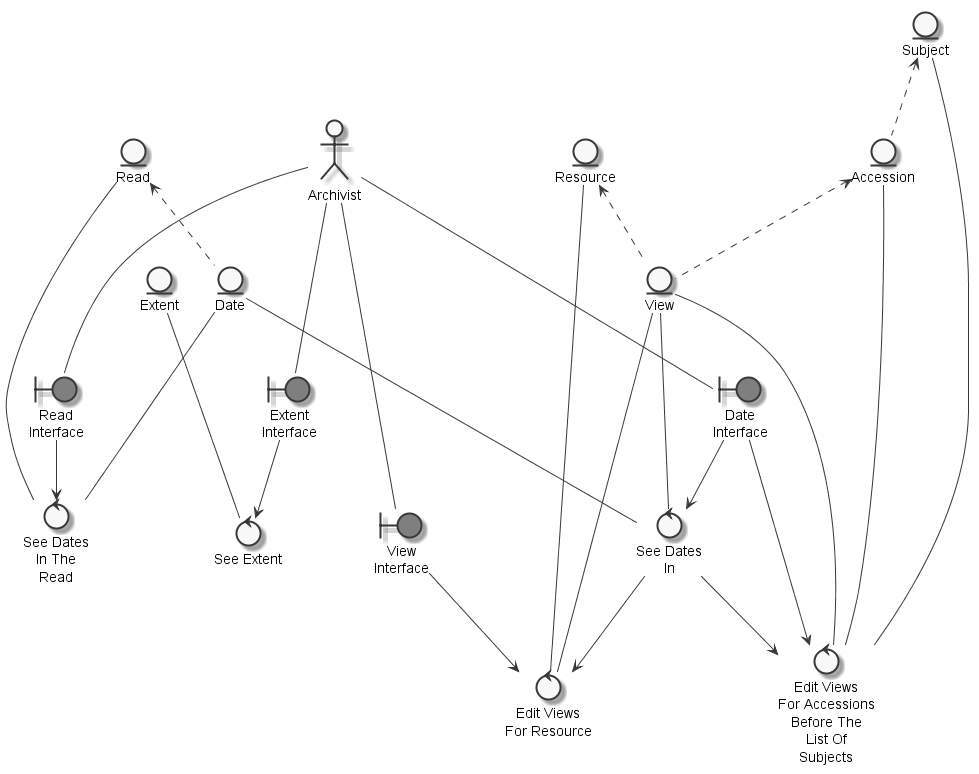 Subject
Read
Archivist
Resource
Accession
Extent
Date
View
Read
Interface
Extent
Interface
Date
Interface
See Dates
In The
Read
See Extent
View
Interface
See Dates
In
Edit Views
For Resource
Edit Views
For Accessions
Before The
List Of
Subjects